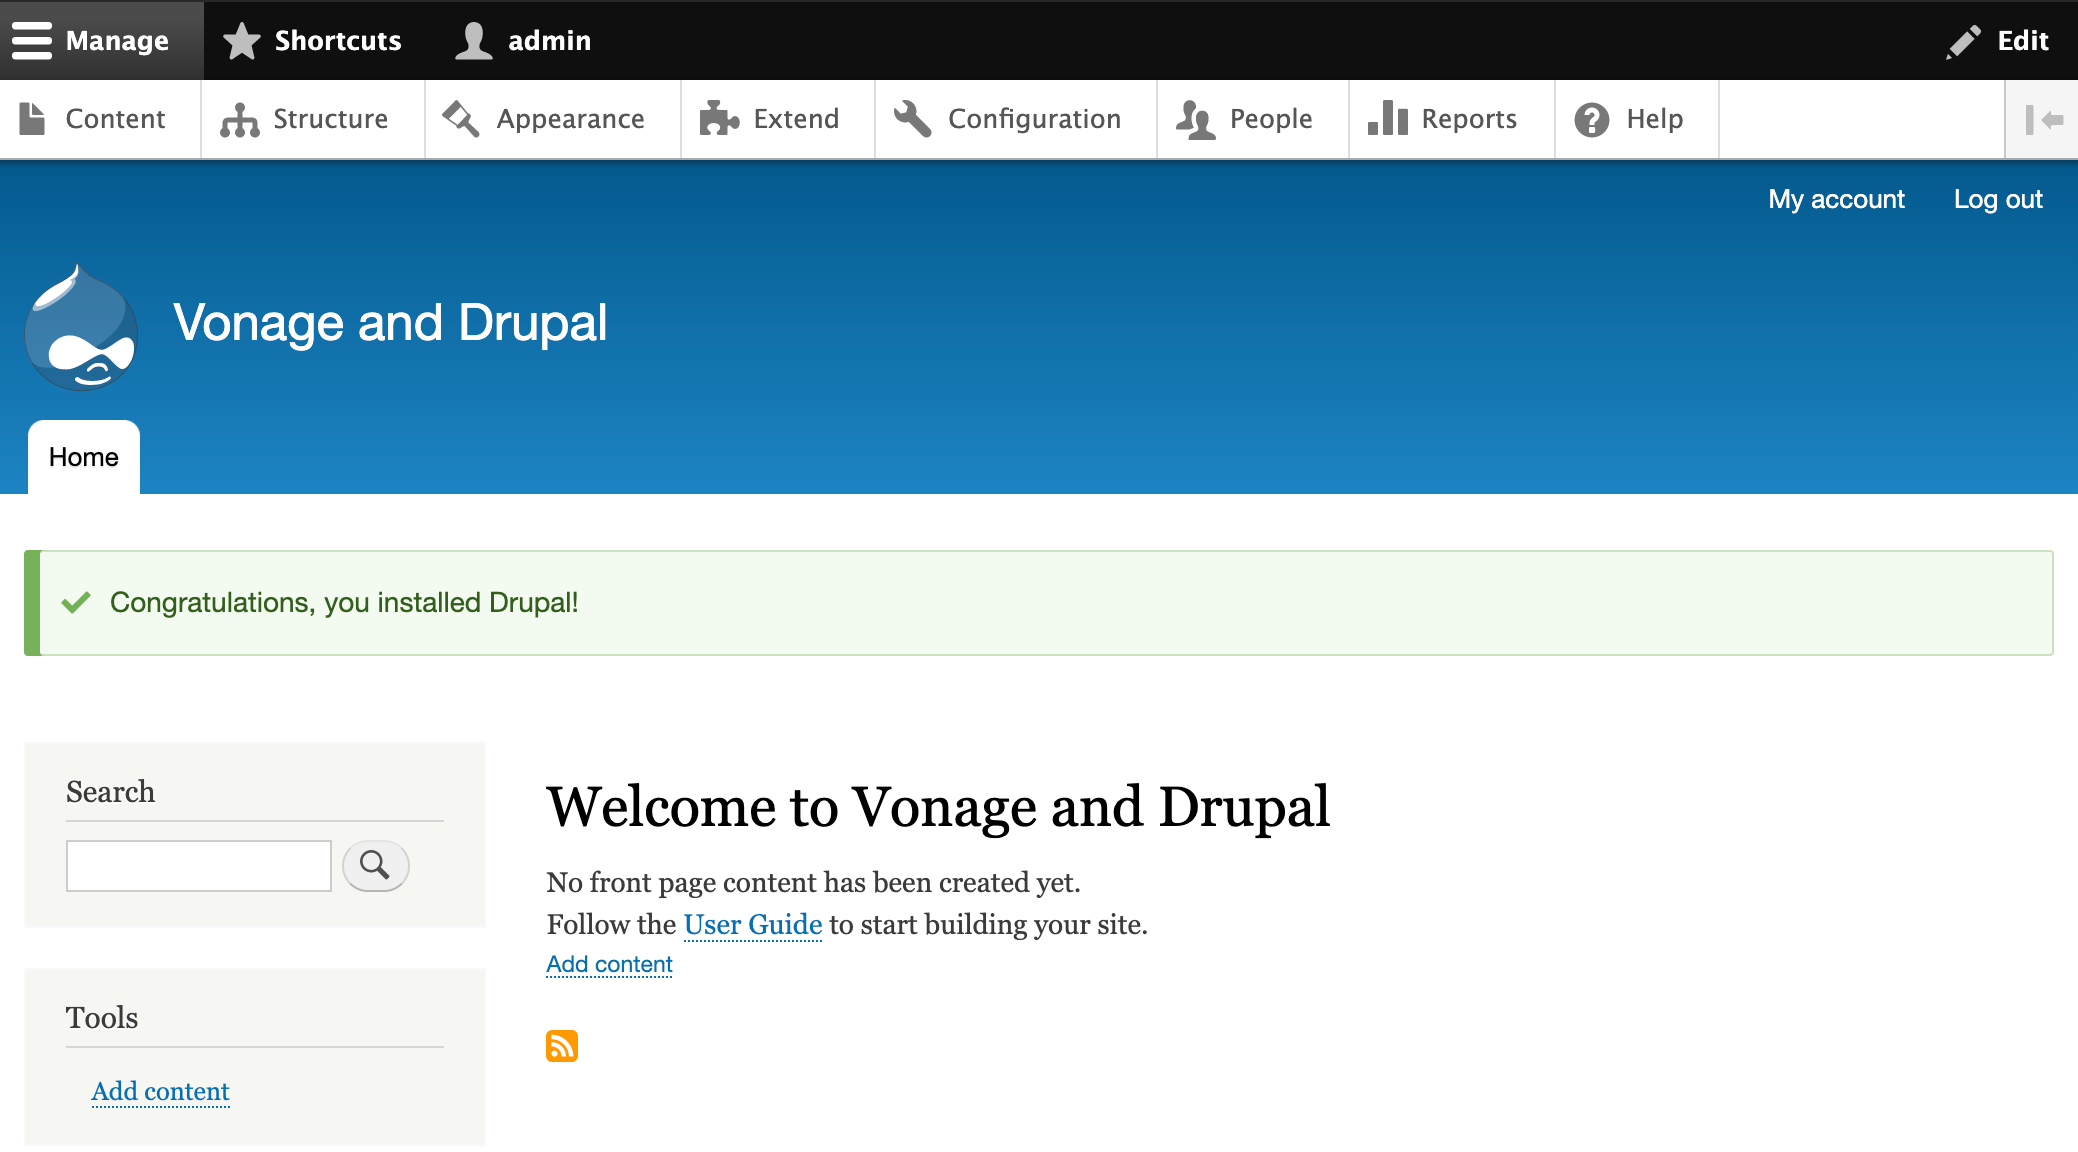 Manage Shortcuts admin Edit
Content Structure Appearance Extend Configuration People Reports Help
My account Log out
Vonage and Drupal
Home
Congratulations, you installed Drupal!
Search
Welcome to Vonage and Drupal
No front page content has been created yet.
Follow the User Guide to start building your site.
Add content
Tools
Add content